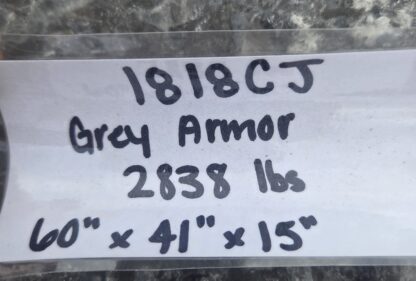 1818CJ
Grey Armor
2838 lbs
60" x 41" x 15"